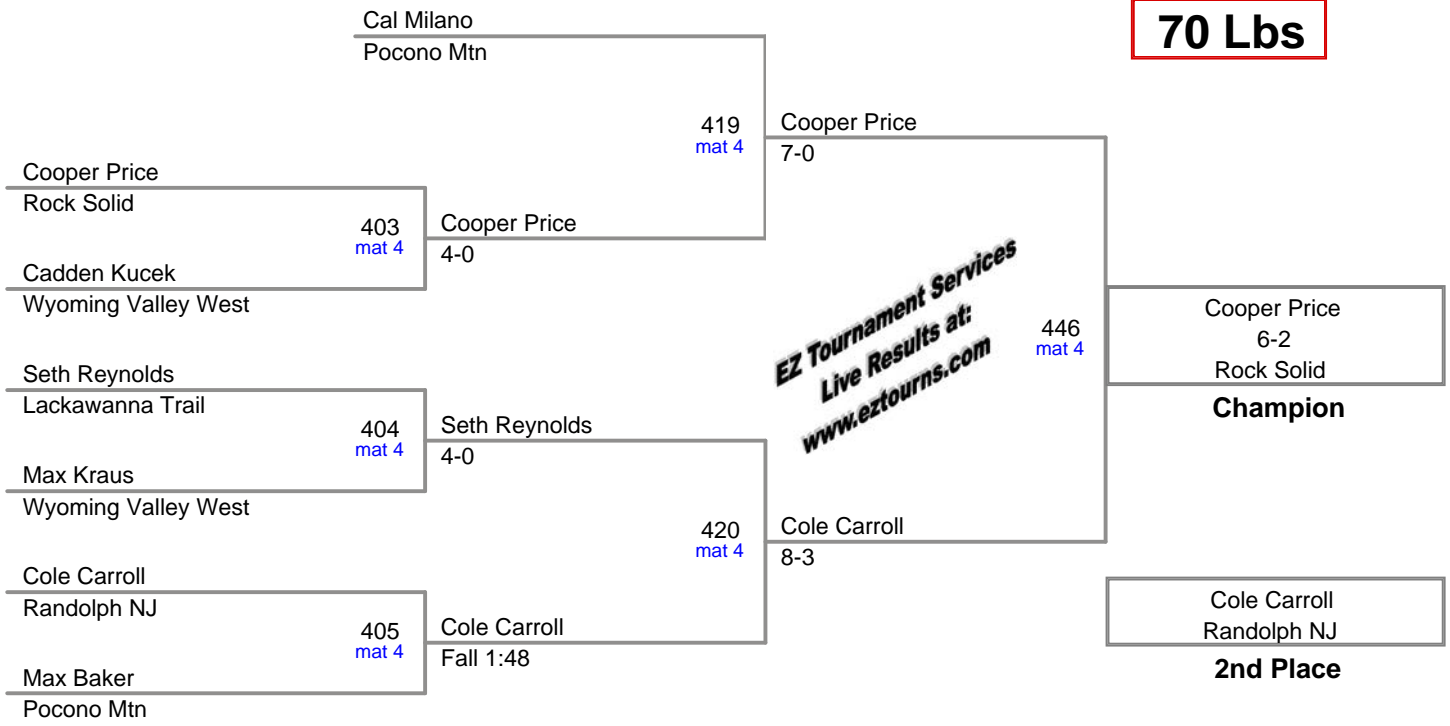 Cal Milano
70 Lbs
Pocono Mtn
419
mat 4
Cooper Price
7-0
Cooper Price
Rock Solid
403
mat 4
Cooper Price
4-0
Cadden Kucek
Wyoming Valley West
EZ Tournament Services
Live Results at:
www.eztourns.com
446
mat 4
Cooper Price
6-2
Rock Solid
Champion
Seth Reynolds
Lackawanna Trail
404
mat 4
Seth Reynolds
4-0
Max Kraus
Wyoming Valley West
420
mat 4
Cole Carroll
8-3
Cole Carroll
Randolph NJ
405
mat 4
Cole Carroll
Fall 1:48
Max Baker
Pocono Mtn
Cole Carroll
Randolph NJ
2nd Place